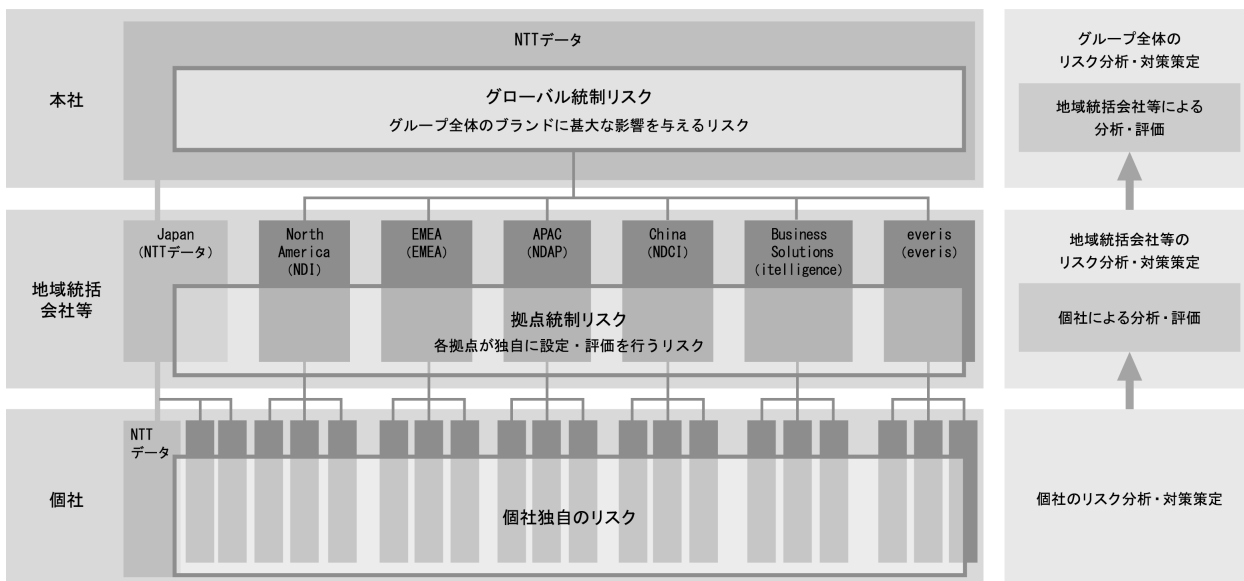 NTTデータ
本社
グローバル統制リスク
グループ全体のブランドに甚大な影響を与えるリスク
グループ全体の
リスク分析・対策策定
地域統括会社等による
分析・評価
地域統括
会社等
Japan
(NTTデータ)
North
America
(NDI)
EMEA
(EMEA)
APAC
(NDAP)
China
(NDCI)
Business
Solutions
(itelligence)
everis
(everis)
拠点統制リスク
各拠点が独自に設定・評価を行うリスク
地域統括会社等の
リスク分析・対策策定
個社による分析・評価
個社
NTT
データ
個社独自のリスク
個社のリスク分析・対策策定